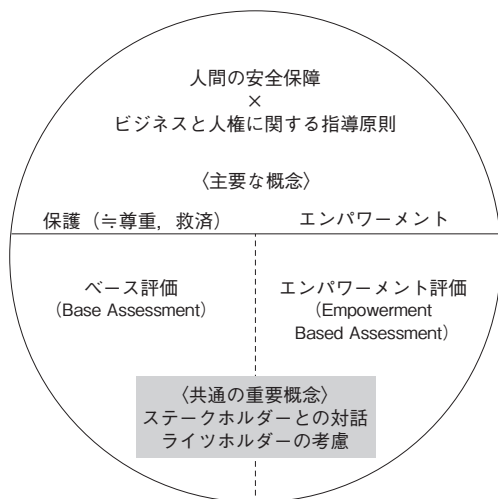 人間の安全保障
×
ビジネスと人権に関する指導原則
〈主要な概念〉
保護（≒尊重，救済） エンパワーメント
ベース評価
（Base Assessment）
エンパワーメント評価
（Empowerment
Based Assessment）
〈共通の重要概念〉
ステークホルダーとの対話
ライツホルダーの考慮